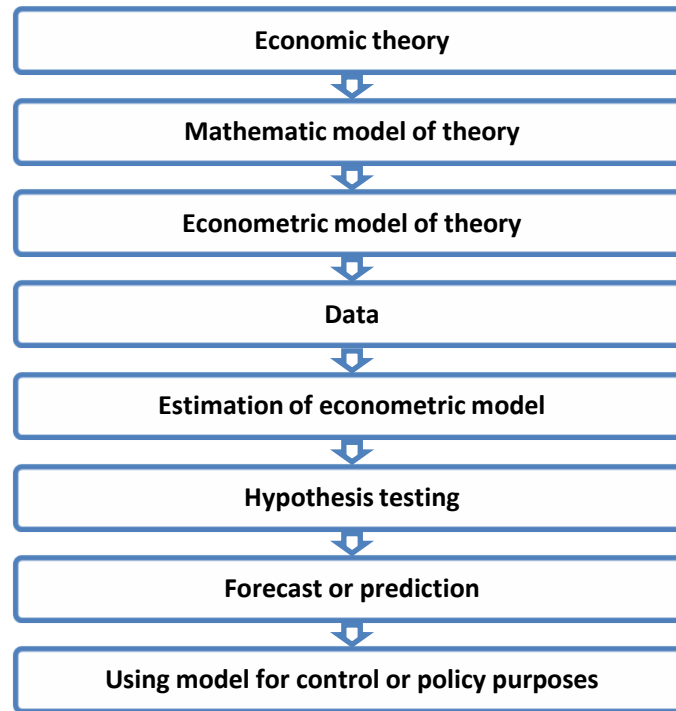 Economic theory
Mathematic model of theory
Econometric model of theory
Data
Estimation of econometric model
Hypothesis testing
Forecast or prediction
Using model for control or policy purposes